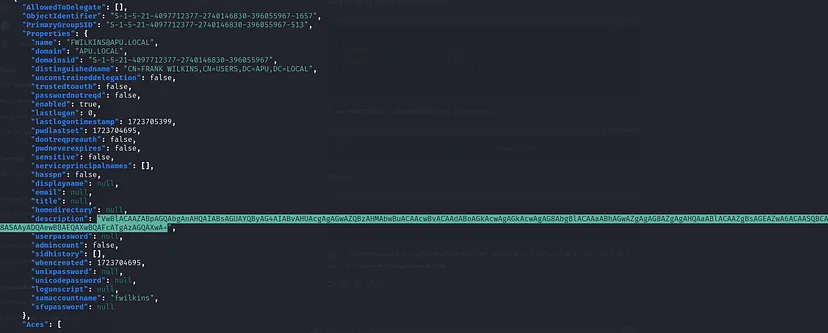 "AllowedToDelegate": [],
"ObjectIdentifier": "S-1-5-21-4097712377-2740146830-396055967-1657",
"PrimaryGroupSID": "S-1-5-21-4097712377-2740146830-396055967-513",
"Properties": {
"name": "FWILKINS@APU.LOCAL",
"domain": "APU.LOCAL",
"domainsid": "S-1-5-21-4097712377-2740146830-396055967",
"distinguishedname": "CN=FRANK WILKINS,CN=USERS,DC=APU,DC=LOCAL",
"unconstraineddelegation": false,
"trustedtoauth": false,
"passwordnotreqd": false,
"enabled": true,
"lastlogon": 0,
"lastlogontimestamp": 1723705399,
"pwdlastset": 1723704695,
"dontreqpreauth": false,
"pwdneverexpires": false,
"sensitive": false,
"serviceprincipalnames": [],
"hasspn": false,
"displayname": null,
"email": null,
"title": null,
"homedirectory": null,
"description":
"userpassword": null,
"admincount": false,
"sidhistory": [],
"whencreated": 1723704695,
"unixpassword": null,
"unicodepassword": null,
"logonscript": null,
"samaccountname": "fwilkins",
"sfupassword": null
},
"Aces": [